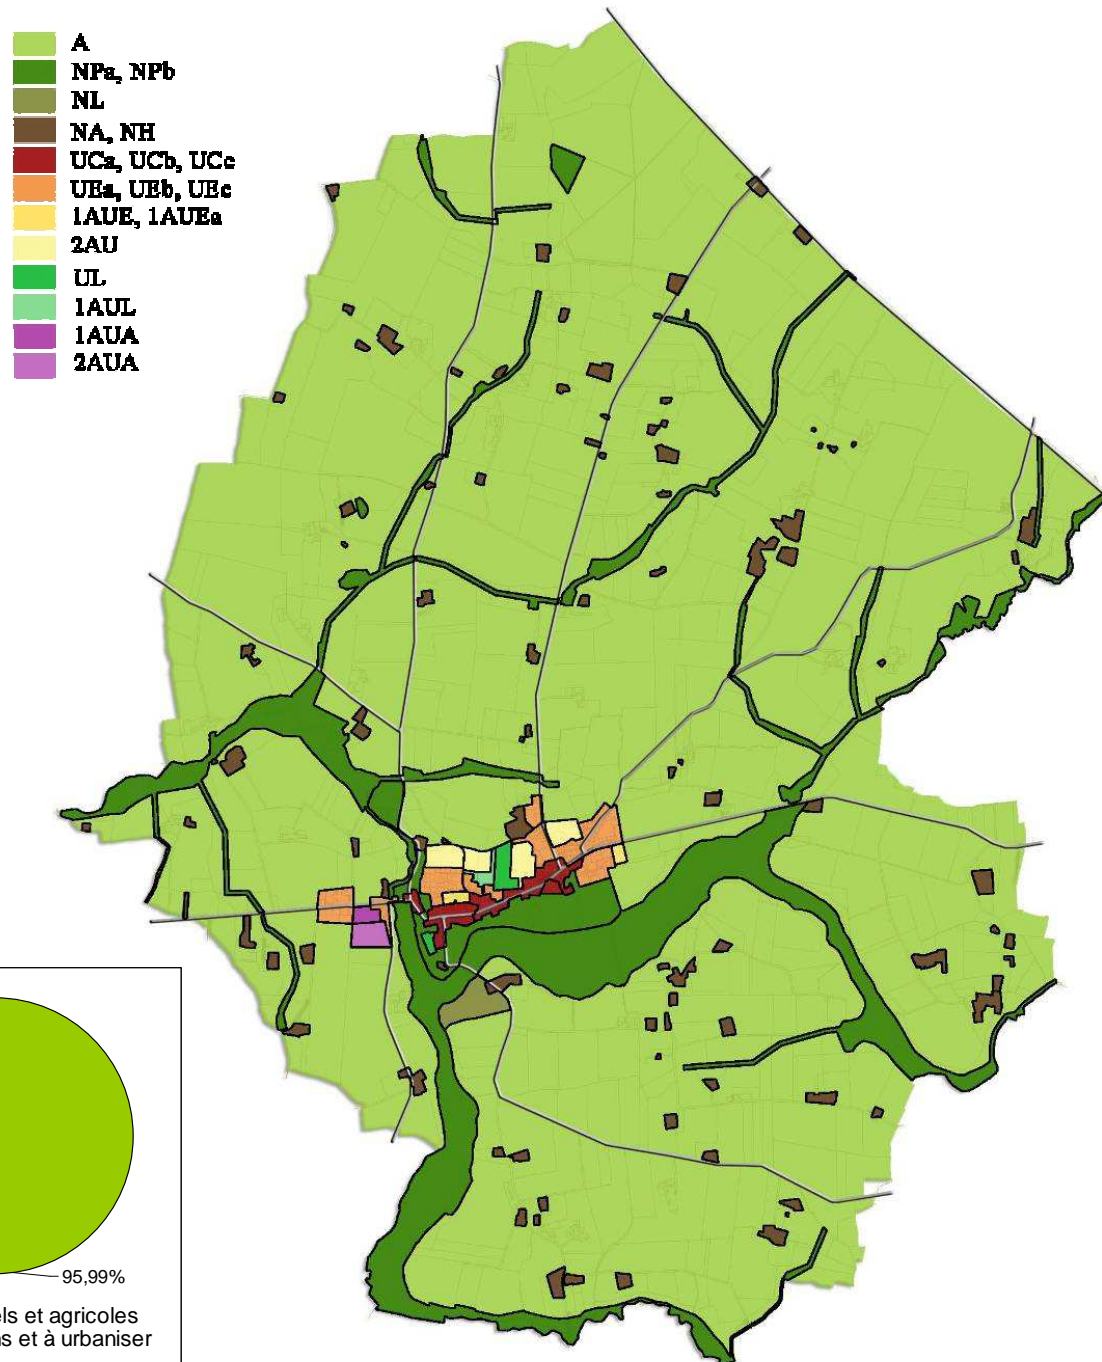 A
NPa, NPb
NL
NA, NH
UCa, UCb, UCc
UEa, UEb, UEc
1AUE, 1AUEa
2AU
UL
1AUL
1AUA
2AUA
95,99%
et agricoles
et à urbaniser